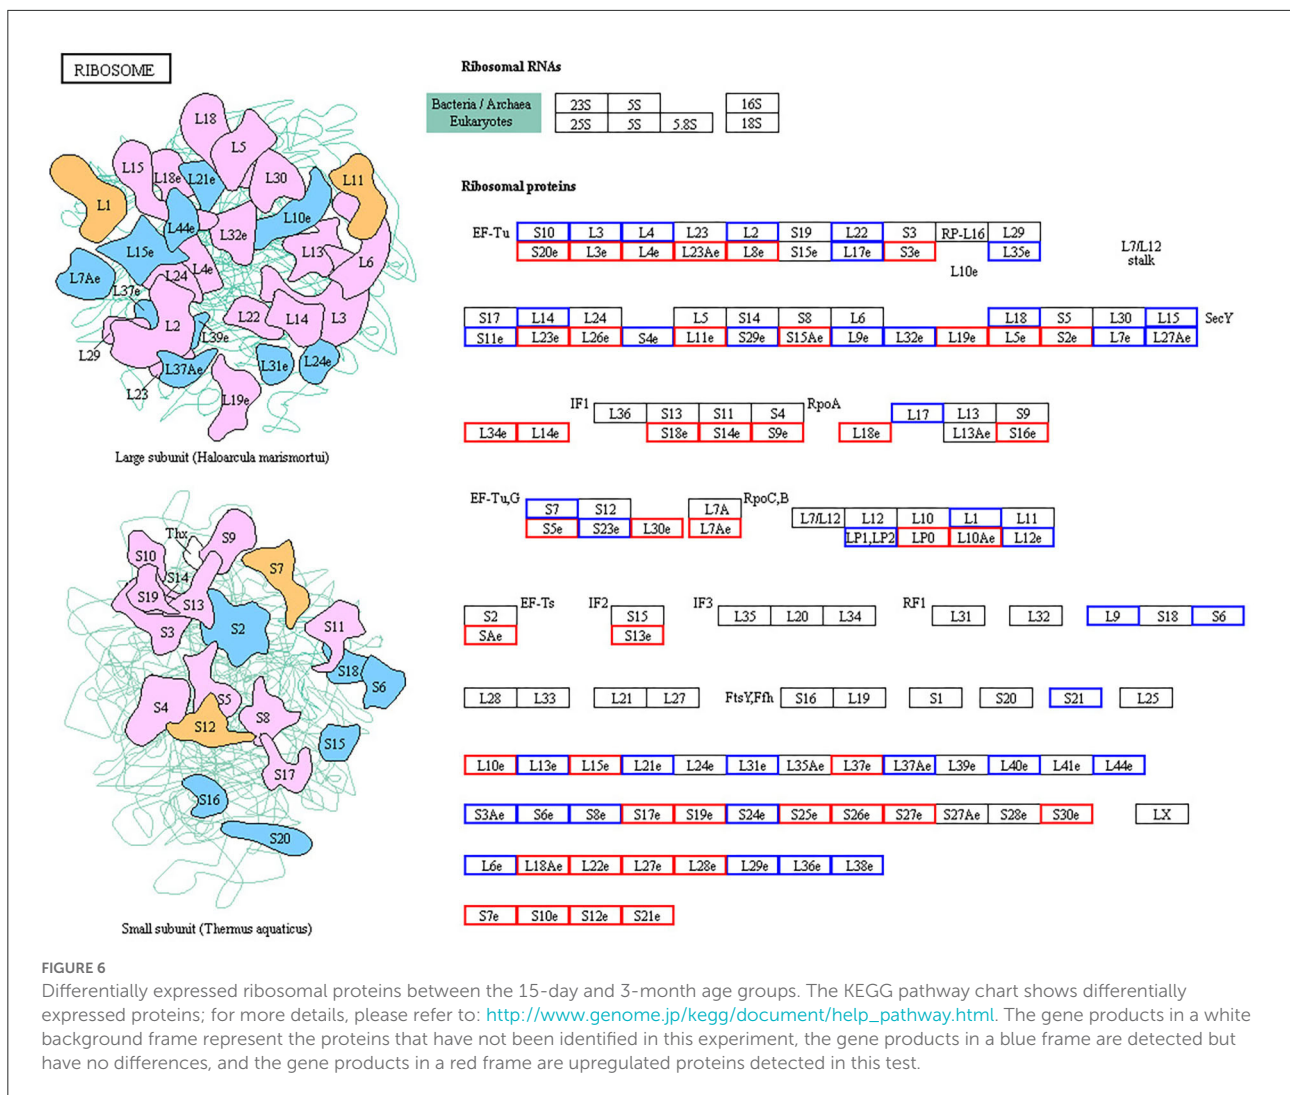 RIBOSOME
Ribosomal RNAs
Bacteria / Archaea 23S 5S 16S
Eukaryotes 25S 5S 5.8S 18S
Ribosomal proteins
EF-Tu S10 L3 L4 L23 L2 S19 L22 S3 RP-L16 L29
S20e L3e L4e L23Ae L8e S15e L17e S3e L35e
L10e
L7/L12
stalk
S17 L14 L24 L5 S14 S8 L6 L18 S5 L30 L15 SecY
S11e L23e L26e S4e L11e S29e S15Ae L9e L32e L19e L5e S2e L7e L27Ae
IF1 L36 S13 S11 S4 RpoA L17 L13 S9
L34e L14e S18e S14e S9e L18e L13Ae S16e
EF-Tu,G S7 S12 L7A RpoC,B L7/L12 L12 L10 L1 L11
S5e S23e L30e L7Ae LP1,LP2 LP0 L10Ae L12e
S2 EF-Ts IF2 S15 IF3 L35 L20 L34 RF1 L31 L32 L9 S18 S6
SAe S13e
L28 L33 L21 L27 FtsY,Ffh S16 L19 S1 S20 S21 L25
L10e L13e L15e L21e L24e L31e L35Ae L37e L37Ae L39e L40e L41e L44e
S3Ae S6e S8e S17e S19e S24e S25e S26e S27e S27Ae S28e S30e LX
L6e L18Ae L22e L27e L28e L29e L36e L38e
S7e S10e S12e S21e
L18
L5
L15
L18e
L21e
L30
L11
L1
L44e
L10e
L32e
L15e
L13
L7Ae
L24
L4e
L6
L37e
L2
L22
L14
L3
L39e
L29
L37Ae
L31e
L24e
L23
L19e
Large subunit (Haloarcula marismortui)
Thx
S9
S10
S14
S7
S19
S13
S3
S2
S11
S18
S6
S4
S5
S12
S8
S15
S17
S16
S20
Small subunit (Thermus aquaticus)
FIGURE 6
Differentially expressed ribosomal proteins between the 15-day and 3-month age groups. The KEGG pathway chart shows differentially
expressed proteins; for more details, please refer to: http://www.genome.jp/kegg/document/help_pathway.html. The gene products in a white
background frame represent the proteins that have not been identified in this experiment, the gene products in a blue frame are detected but
have no differences, and the gene products in a red frame are upregulated proteins detected in this test.